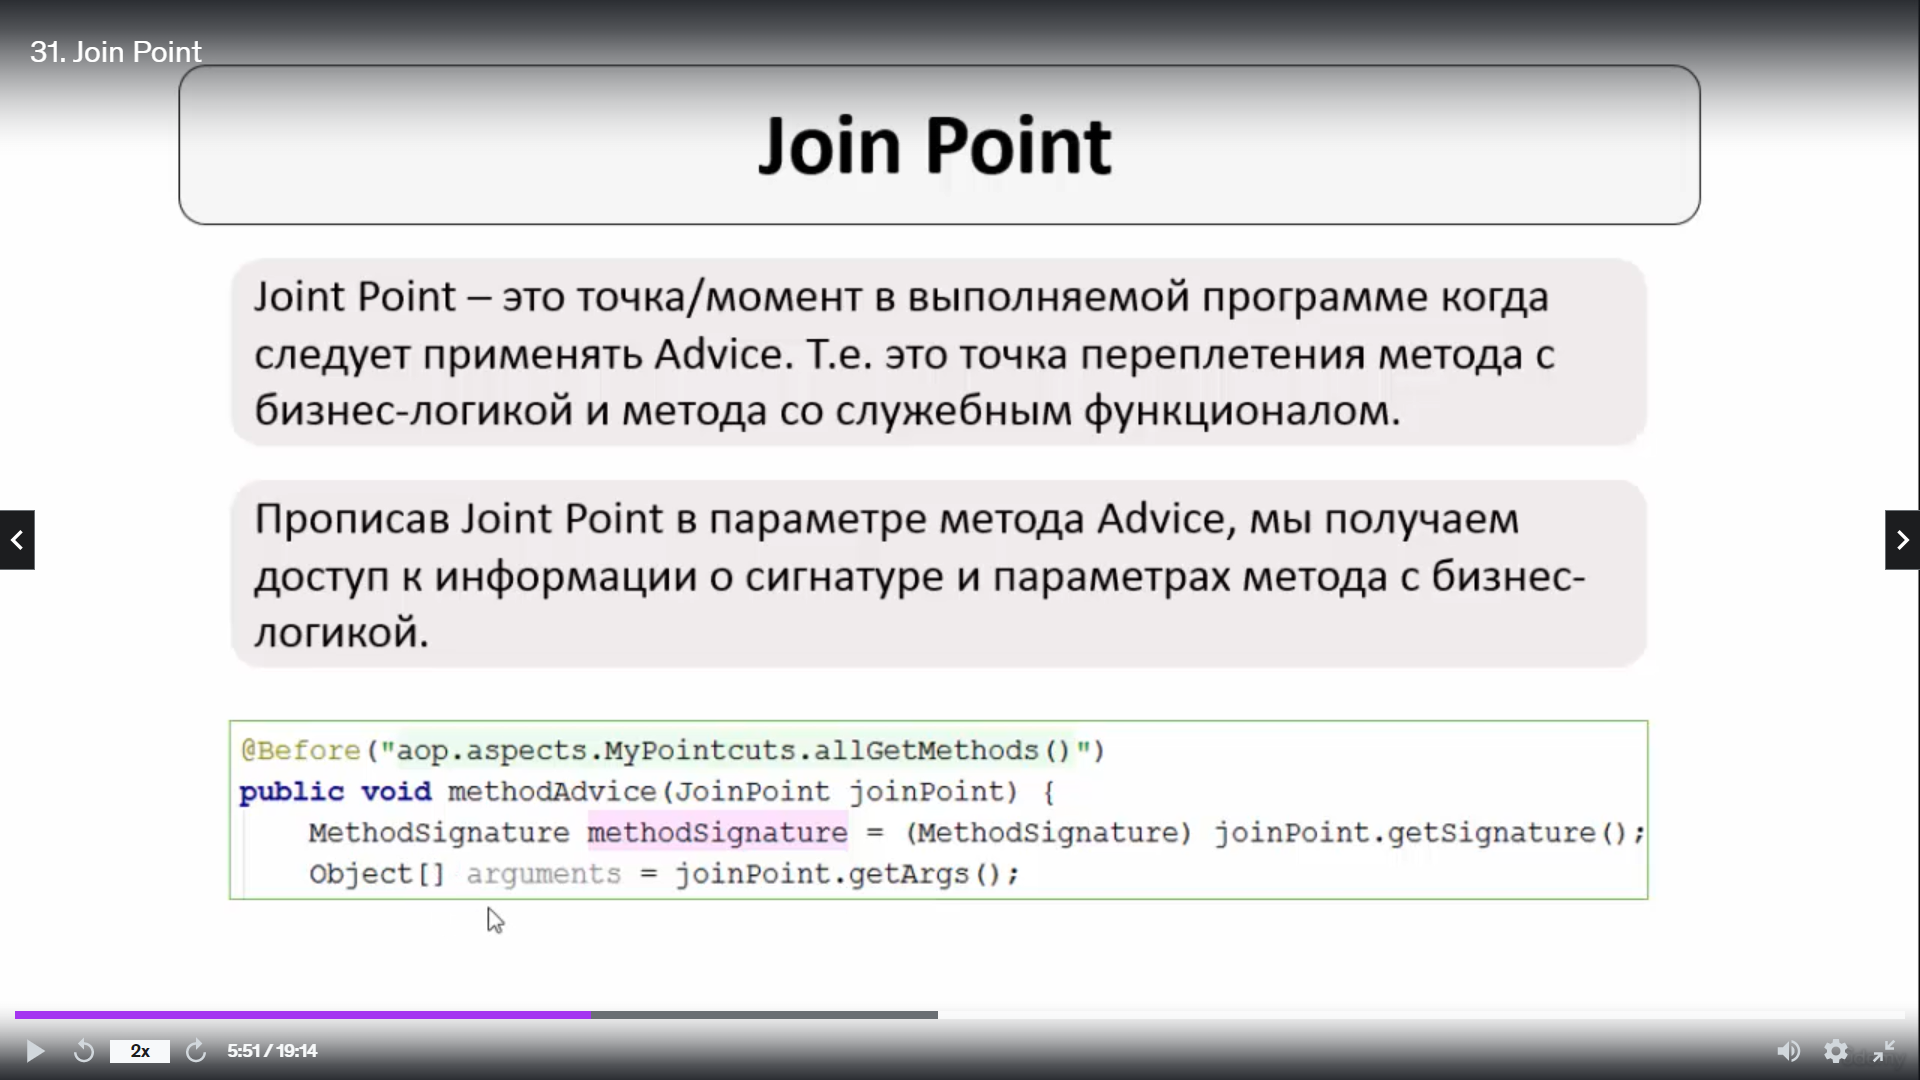 31. Join Point
Join Point
Joint Point – это точка/момент в выполняемой программе когда
следует применять Advice. Т.е. это точка переплетения метода с
бизнес-логикой и метода со служебным функционалом.
Прописав Joint Point в параметре метода Advice, мы получаем
доступ к информации о сигнатуре и параметрах метода с бизнес-
логикой.
@Before("aop.aspects.MyPointcuts.allGetMethods()")
public void methodAdvice(JoinPoint joinPoint) {
MethodSignature methodSignature = (MethodSignature) joinPoint.getSignature();
Object[] arguments = joinPoint.getArgs();
2x
5:51 / 19:14